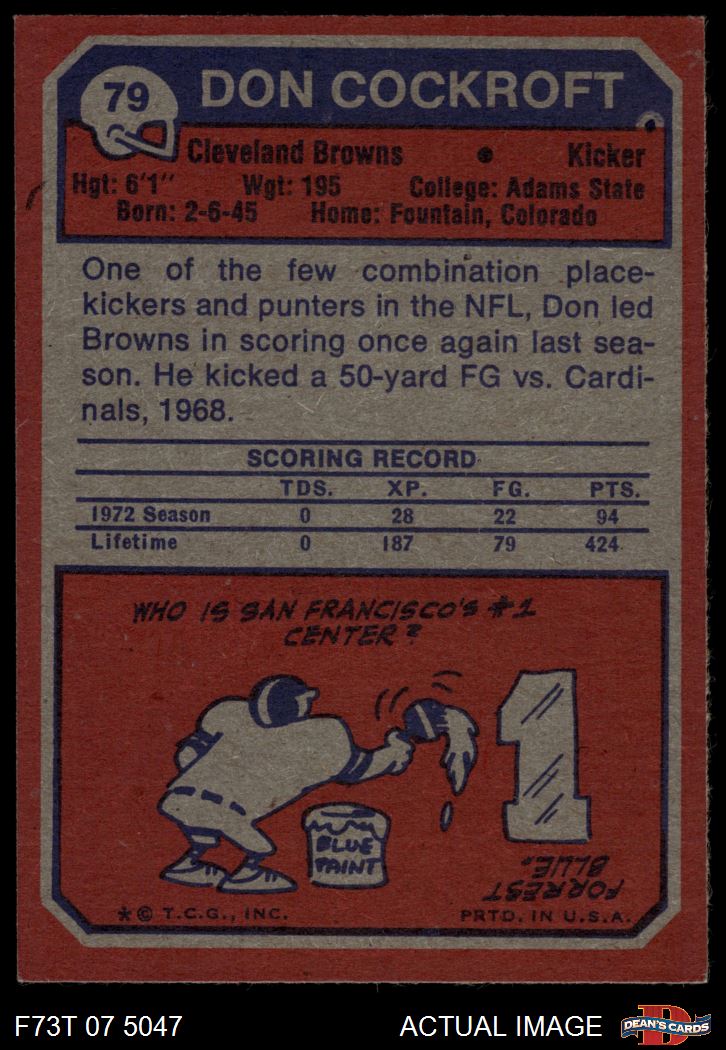 79
DON COCKROFT
Cleveland Browns • Kicker
Hgt: 6'1" Wgt: 195 College: Adams State
Born: 2-6-45 Home: Fountain, Colorado
One of the few combination place-
kickers and punters in the NFL, Don led
Browns in scoring once again last sea-
son. He kicked a 50-yard FG vs. Cardi-
nals, 1968.
SCORING RECORD
TDS. XP. FG. PTS.
1972 Season 0 28 22 94
Lifetime 0 187 79 424
WHO IS SAN FRANCISCO'S #1
CENTER?
1
BLUE
PAINT
FORREST
BLUE.
*© T.C.G., INC. PRTD. IN U.S.A.
F73T 07 5047 ACTUAL IMAGE
D
DEAN'S CARDS